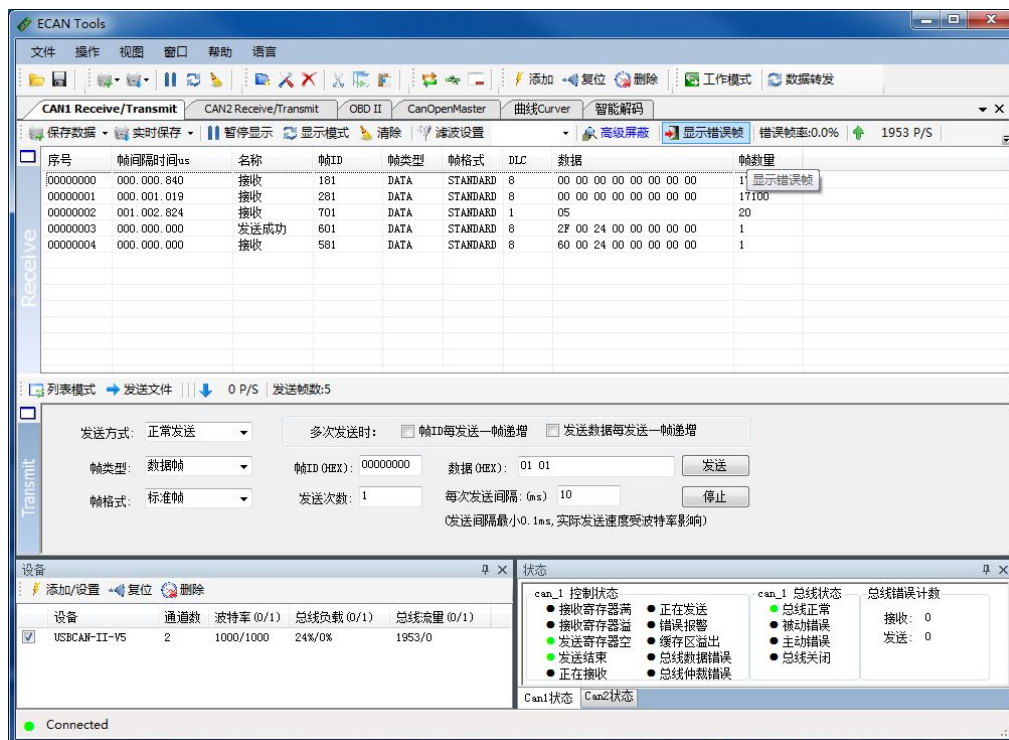 ECAN Tools
文件 操作 视图 窗口 帮助 语言
添加 复位 删除 工作模式 数据转发
CAN1 Receive/Transmit CAN2 Receive/Transmit OBD II CanOpenMaster 曲线Curver 智能解码
保存数据 实时保存 暂停显示 显示模式 清除 滤波设置 高级屏蔽 显示错误帧 错误帧率:0.0% 1953 P/S
序号 帧间隔时间us 名称 帧ID 帧类型 帧格式 DLC 数据 帧数量
00000000 000.000.840 接收 181 DATA STANDARD 8 00 00 00 00 00 00 00 00
显示错误帧
00000001 000.001.019 接收 281 DATA STANDARD 8 00 00 00 00 00 00 00 00 17100
00000002 001.002.824 接收 701 DATA STANDARD 1 05 20
00000003 000.000.000 发送成功 601 DATA STANDARD 8 2F 00 24 00 00 00 00 00 1
00000004 000.000.000 接收 581 DATA STANDARD 8 60 00 24 00 00 00 00 00 1
Receive
列表模式 发送文件 0 P/S 发送帧数:5
Transmit
发送方式: 正常发送 多次发送时: 帧ID每发送一帧递增 发送数据每发送一帧递增
帧类型: 数据帧 帧ID(HEX): 00000000 数据(HEX): 01 01 发送
帧格式: 标准帧 发送次数: 1 每次发送间隔:(ms) 10 停止
(发送间隔最小0.1ms,实际发送速度受波特率影响)
设备
添加/设置 复位 删除
设备 通道数 波特率(0/1) 总线负载(0/1) 总线流量(0/1)
USBCAN-II-V5 2 1000/1000 24%/0% 1953/0
状态
can_1 控制状态 can_1 总线状态 总线错误计数
接收寄存器满 正在发送 总线正常 接收: 0
接收寄存器溢 错误报警 被动错误 发送: 0
发送寄存器空 缓存区溢出 主动错误
发送结束 总线数据错误 总线关闭
正在接收 总线仲裁错误
Can1状态 Can2状态
Connected